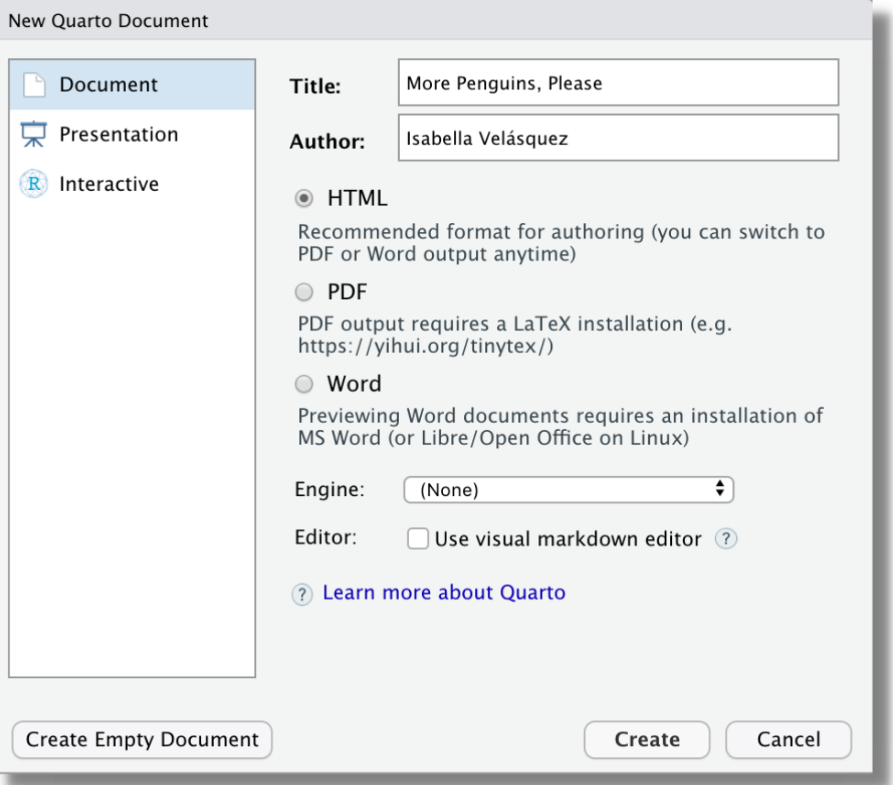 New Quarto Document
Document
Presentation
R Interactive
Title: More Penguins, Please
Author: Isabella Velásquez
HTML
Recommended format for authoring (you can switch to
PDF or Word output anytime)
PDF
PDF output requires a LaTeX installation (e.g.
https://yihui.org/tinytex/)
Word
Previewing Word documents requires an installation of
MS Word (or Libre/Open Office on Linux)
Engine: (None)
Editor: Use visual markdown editor ?
? Learn more about Quarto
Create Empty Document Create Cancel